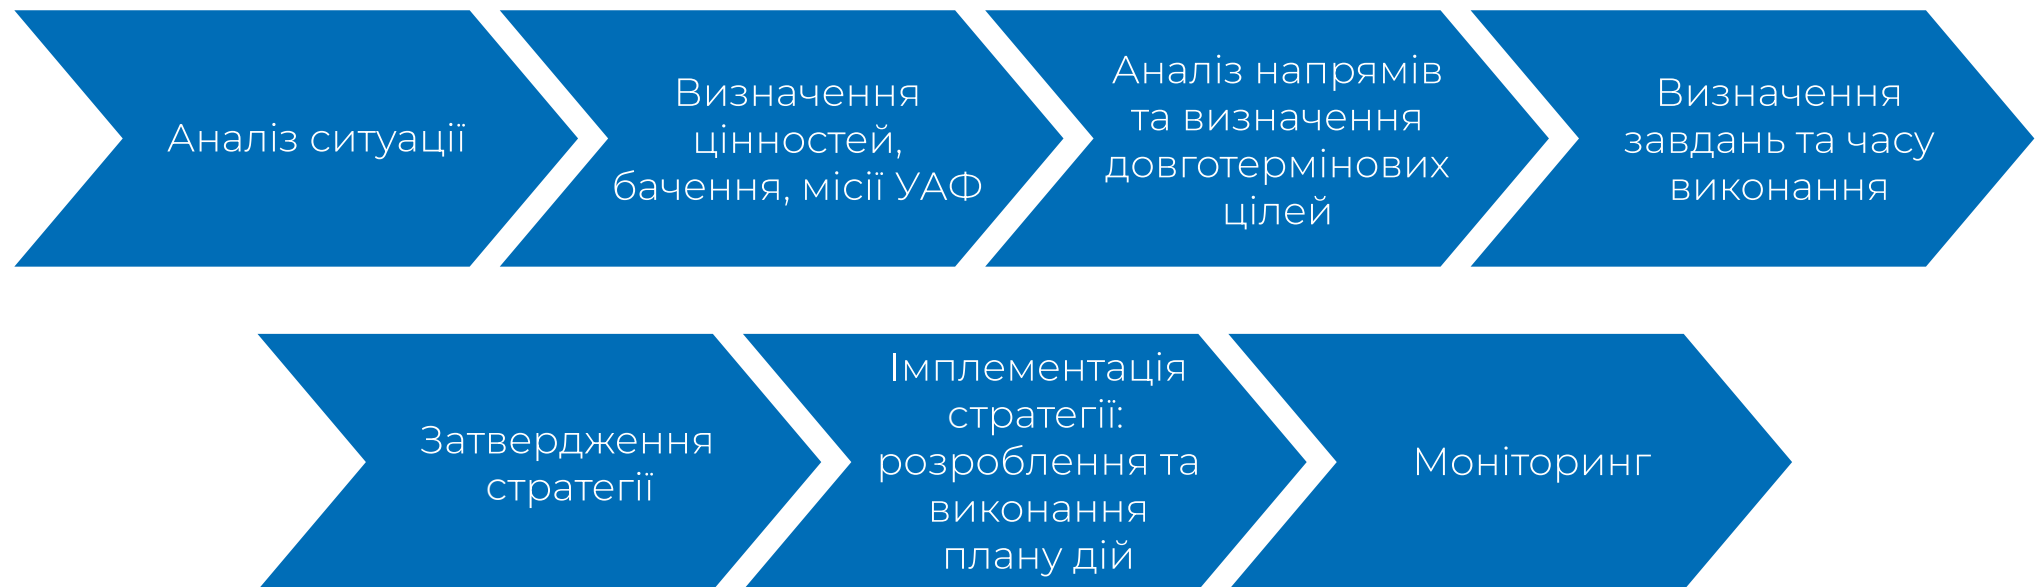 Аналіз ситуації
Визначення
цінностей,
бачення, місії УАФ
Аналіз напрямів
та визначення
довготермінових
цілей
Визначення
завдань та часу
виконання
Затвердження
стратегії
Імплементація
стратегії:
розроблення та
виконання
плану дій
Моніторинг